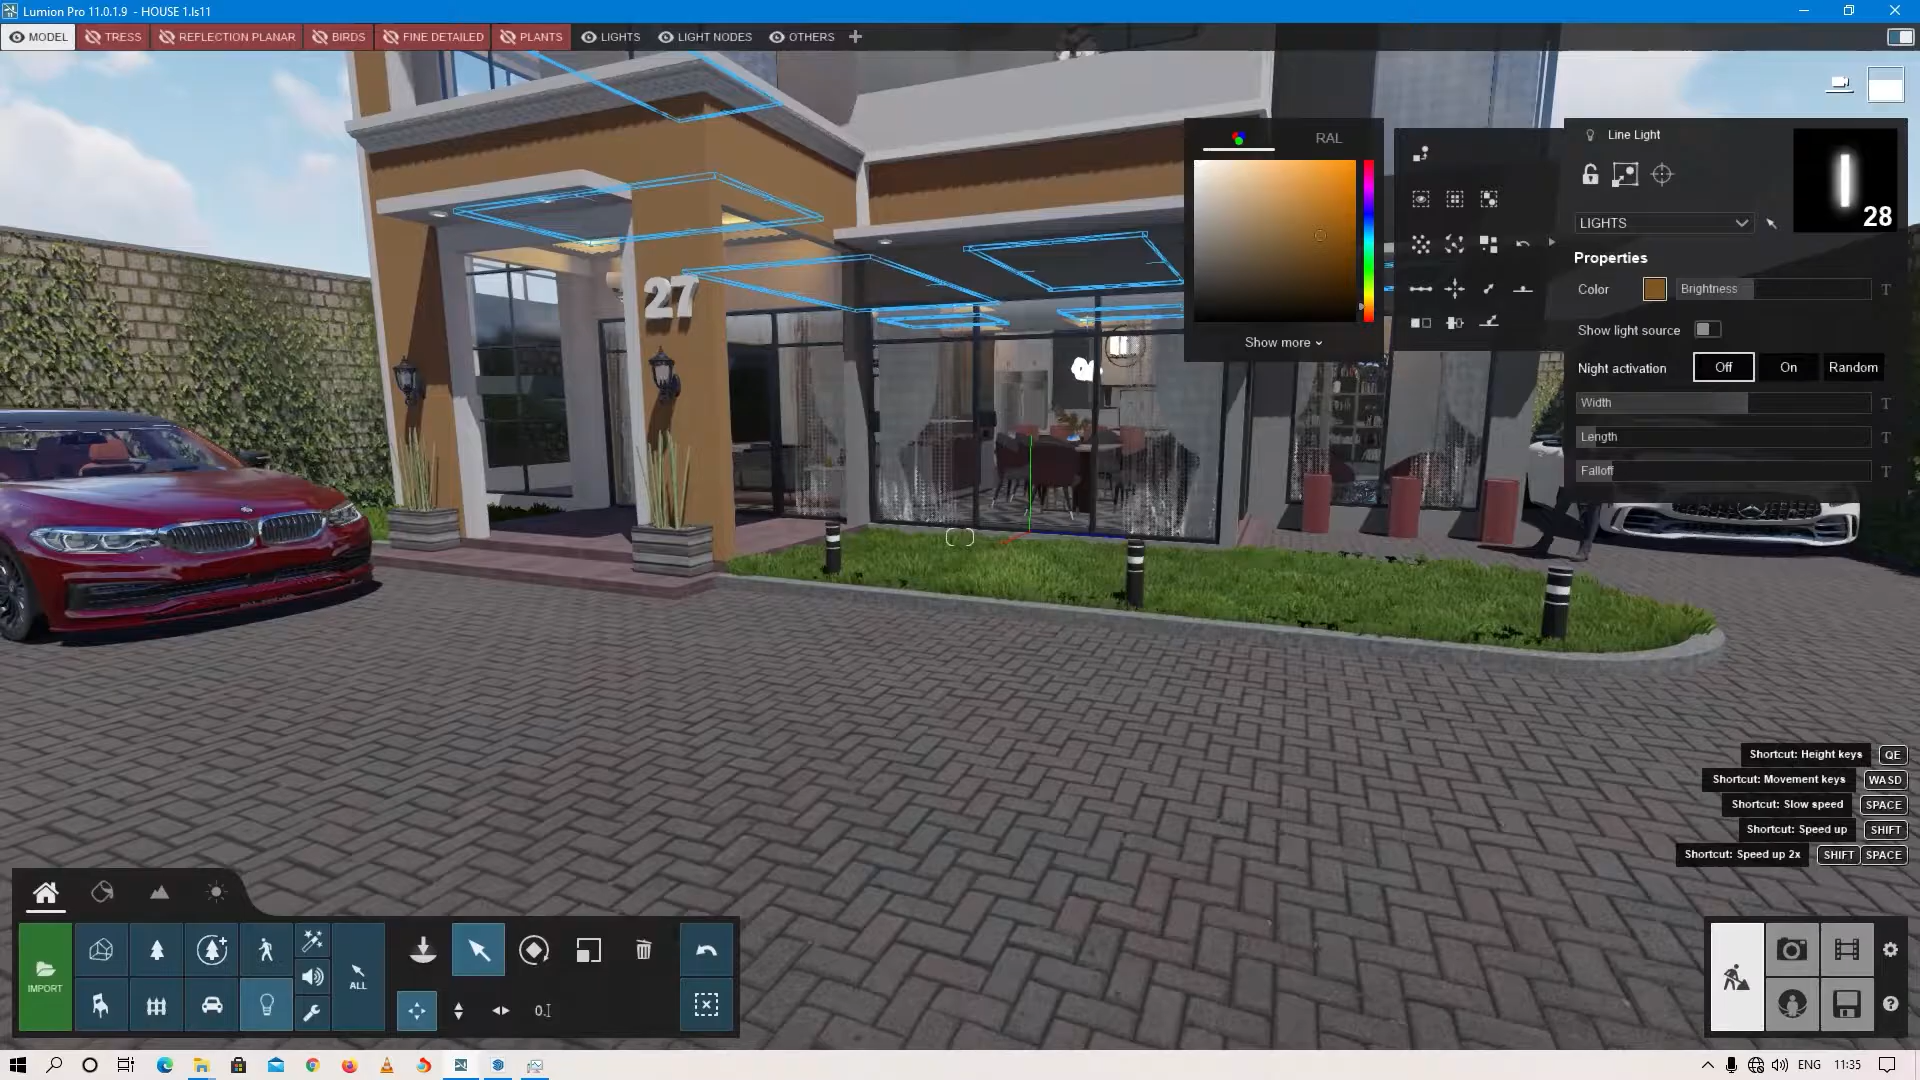 Lumion Pro 11.0.1.9 - HOUSE 1.ls11
MODEL
TRESS
REFLECTION PLANAR
BIRDS
FINE DETAILED
PLANTS
LIGHTS
LIGHT NODES
OTHERS
RAL
Show more
Line Light
28
LIGHTS
Properties
Color
Brightness
T
Show light source
Night activation
Off
On
Random
Width
T
Length
T
Falloff
T
27
Shortcut: Height keys QE
Shortcut: Movement keys WASD
Shortcut: Slow speed SPACE
Shortcut: Speed up SHIFT
Shortcut: Speed up 2x SHIFT SPACE
IMPORT
ALL
ENG
11:35